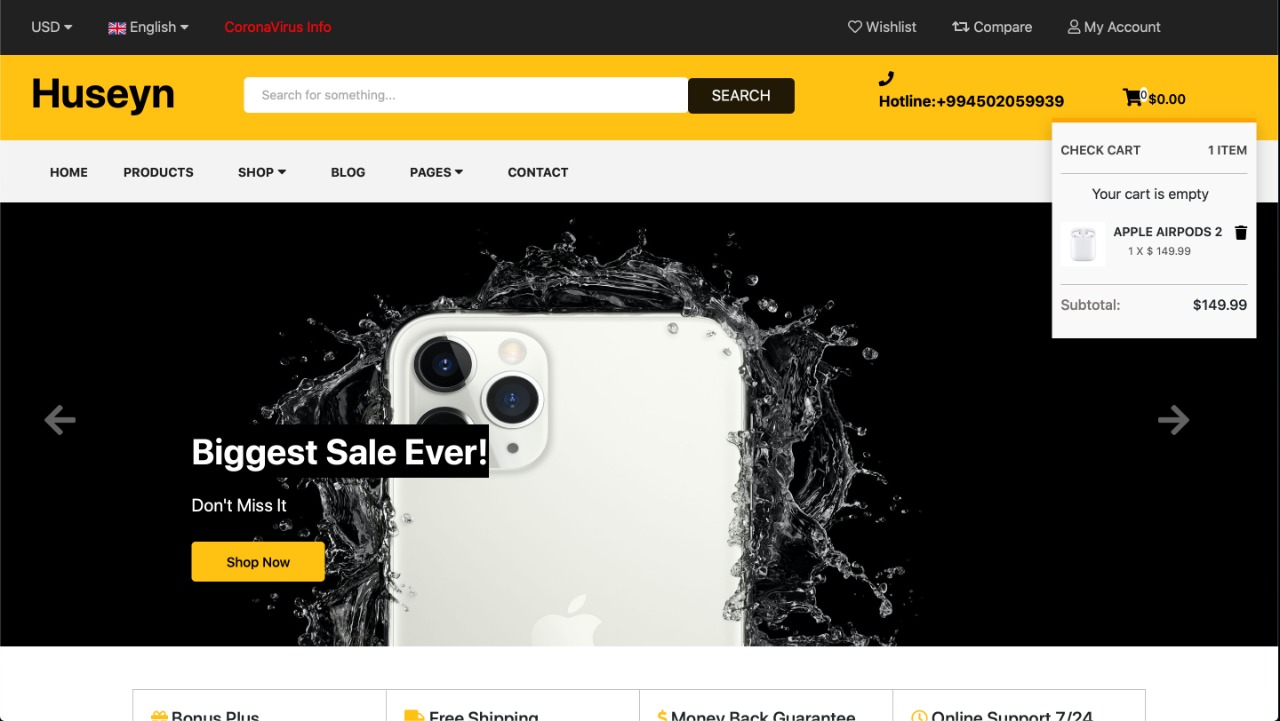 USD
English
CoronaVirus Info
Wishlist
Compare
My Account
Huseyn
Search for something...
SEARCH
Hotline:+994502059939
0
$0.00
HOME
PRODUCTS
SHOP
BLOG
PAGES
CONTACT
CHECK CART
1 ITEM
Your cart is empty
APPLE AIRPODS 2
1 X $ 149.99
Subtotal:
$149.99
Biggest Sale Ever!
Don't Miss It
Shop Now
Bonus Plus
Free Shipping
Money Back Guarantee
Online Support 7/24